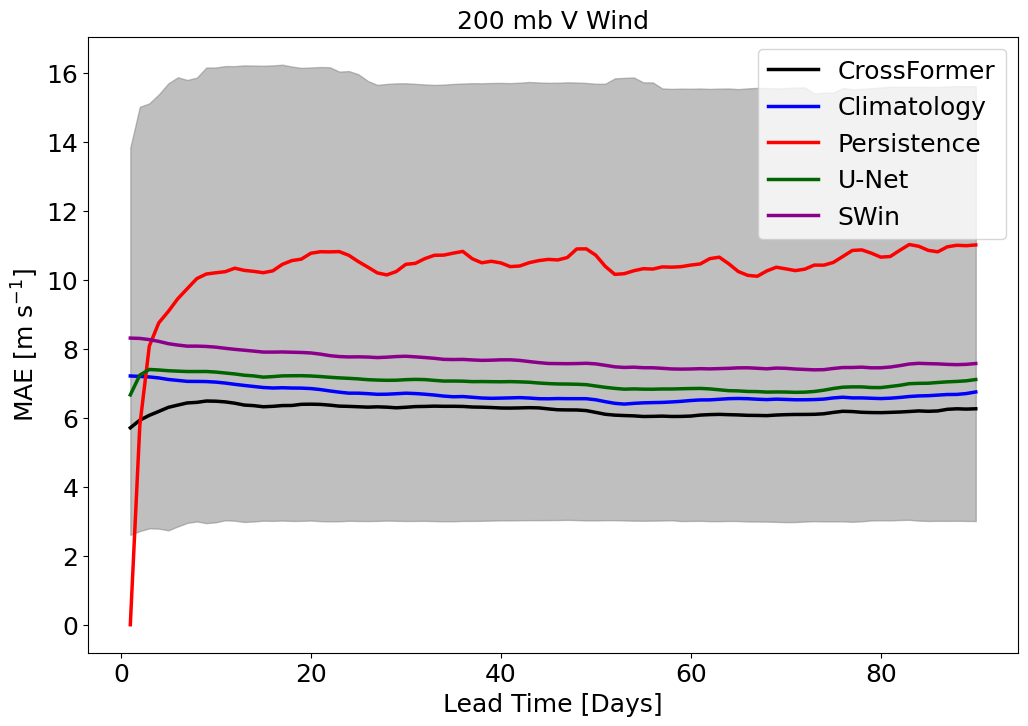 200 mb V Wind
MAE [m s⁻¹]
16
14
12
10
8
6
4
2
0
CrossFormer
Climatology
Persistence
U-Net
SWin
0 20 40 60 80
Lead Time [Days]